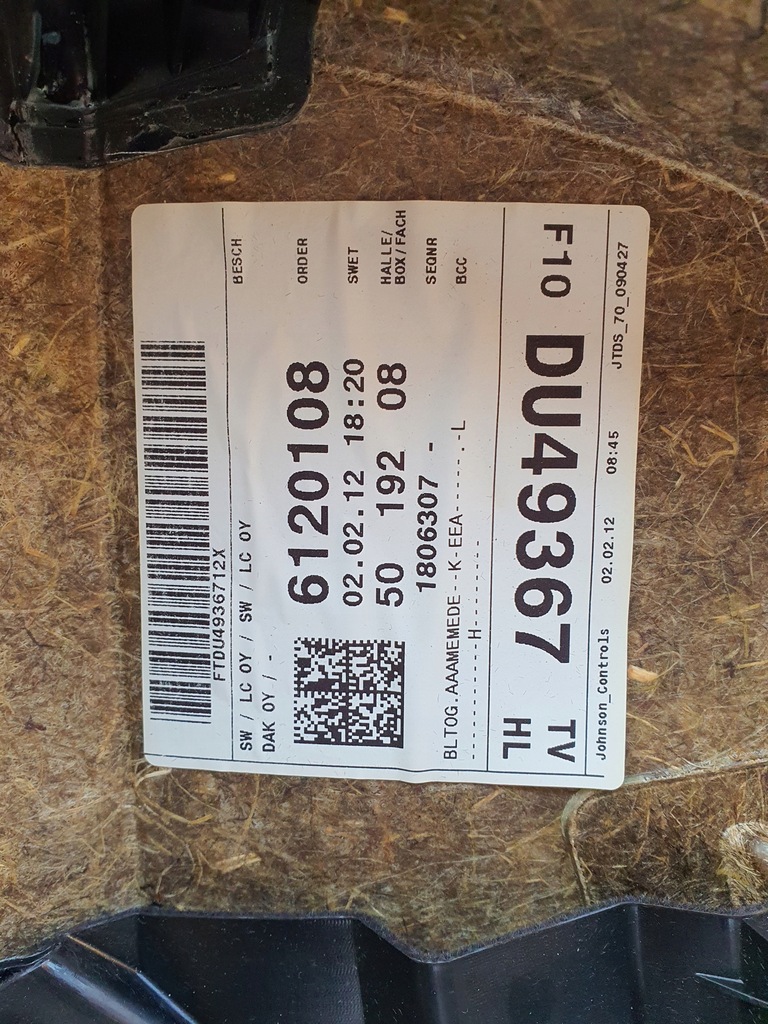 FTDU4936712X
SW / LC OY / SW / LC OY BESCH
DAK OY / -
6120108 ORDER
02.02.12 18:20 SWET
50 192 08 HALLE/
BOX/FACH
1806307 - SEQNR
BLTOG.AAAMEMEDE--K-EEA-------.-L BCC
-----------H--------
F10 DU49367 TV
HL
Johnson_Controls 02.02.12 08:45 JTDS_70_090427